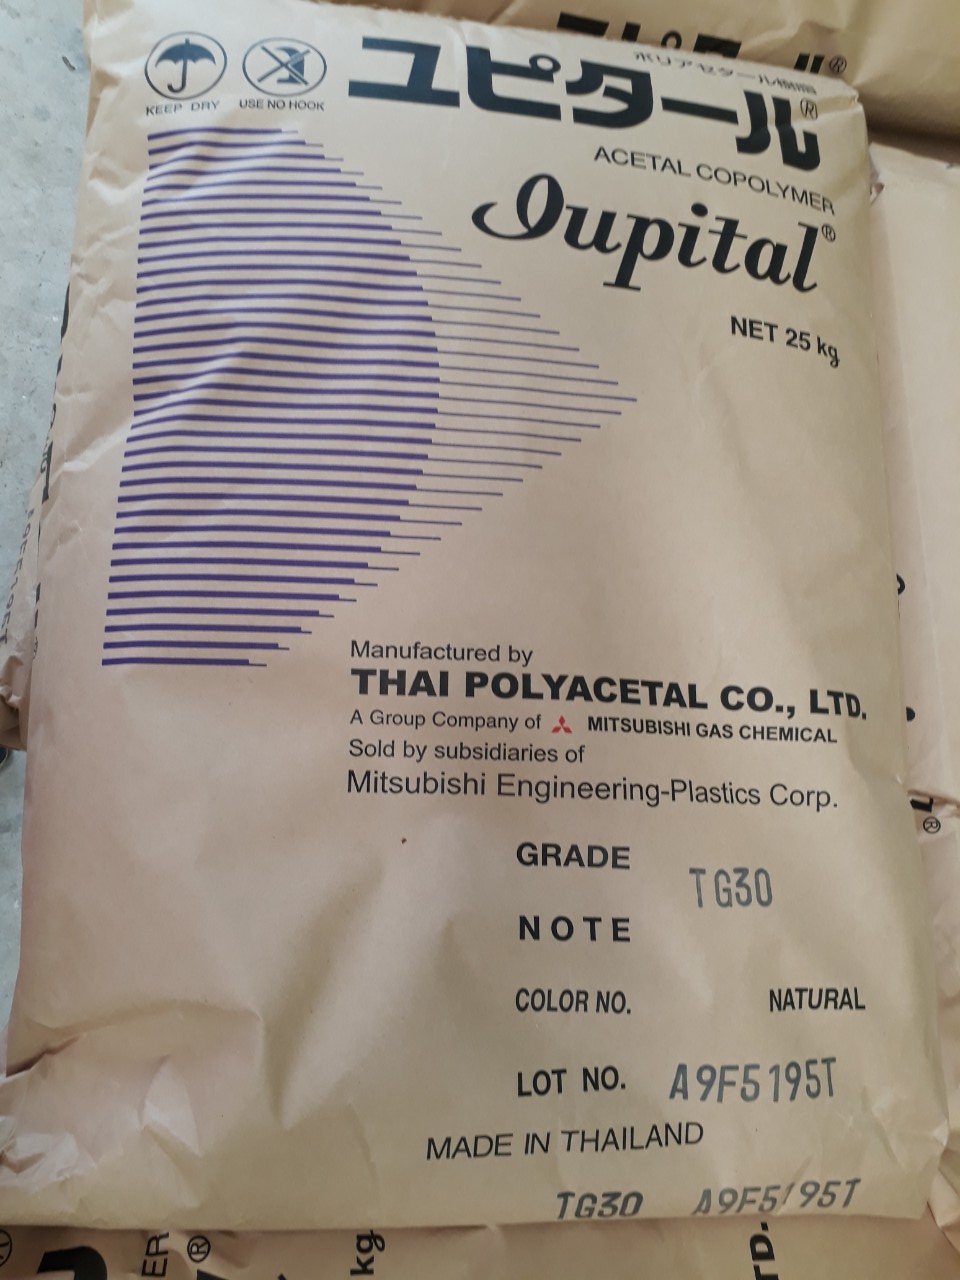 ポリアセタール樹脂
ユピタール®
KEEP DRY
USE NO HOOK
ACETAL COPOLYMER
Iupital®
NET 25 kg
Manufactured by
THAI POLYACETAL CO., LTD.
A Group Company of MITSUBISHI GAS CHEMICAL
Sold by subsidiaries of
Mitsubishi Engineering-Plastics Corp.
GRADE TG30
NOTE
COLOR NO. NATURAL
LOT NO. A9F5195T
MADE IN THAILAND
TG30 A9F5195T
ER
®
kg
TD.